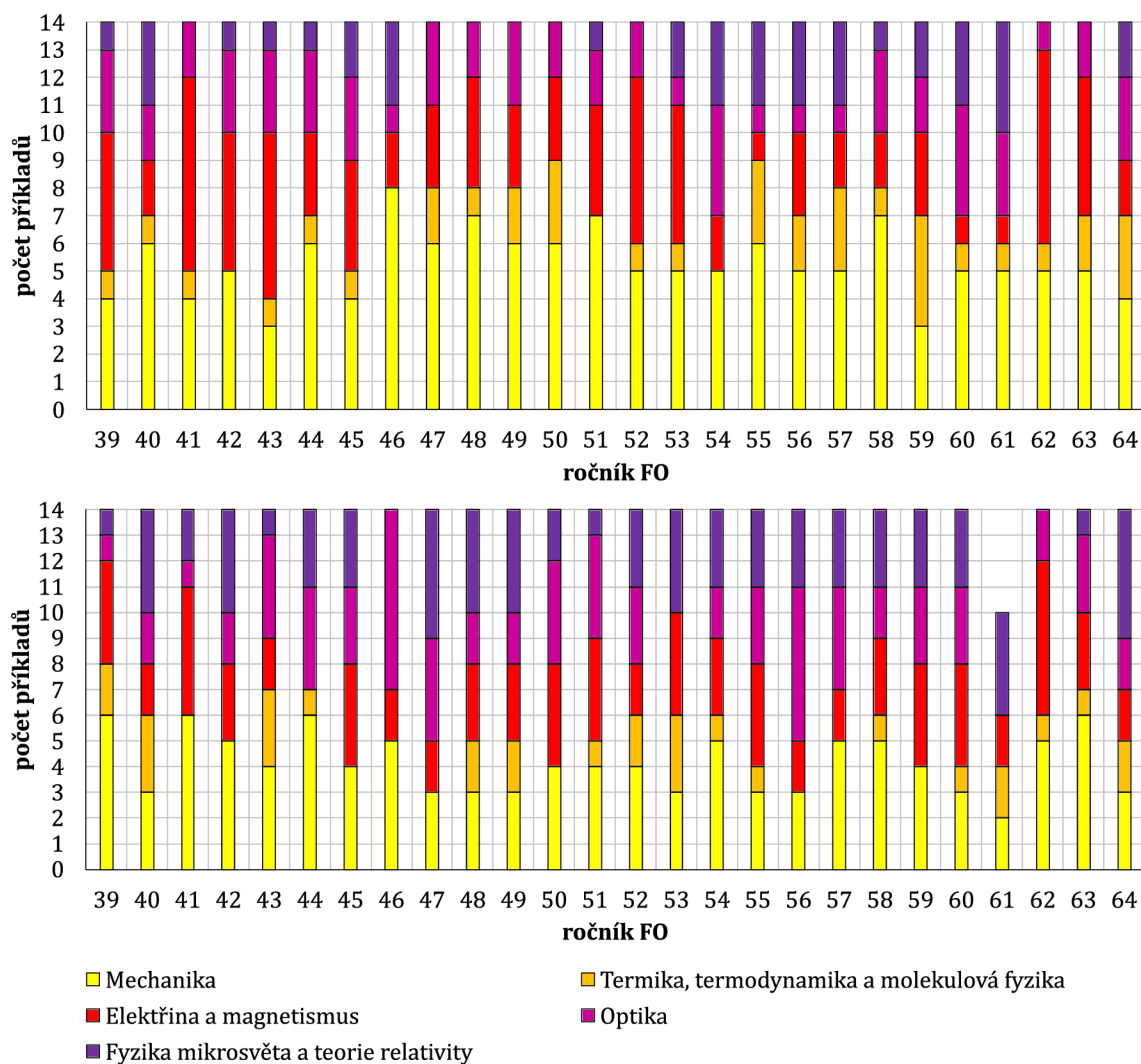 14
13
12
11
10
9
8
7
6
5
4
3
2
1
0
počet příkladů
39 40 41 42 43 44 45 46 47 48 49 50 51 52 53 54 55 56 57 58 59 60 61 62 63 64
ročník FO
14
13
12
11
10
9
8
7
6
5
4
3
2
1
0
počet příkladů
39 40 41 42 43 44 45 46 47 48 49 50 51 52 53 54 55 56 57 58 59 60 61 62 63 64
ročník FO
Mechanika
Termika, termodynamika a molekulová fyzika
Elektřina a magnetismus
Optika
Fyzika mikrosvěta a teorie relativity